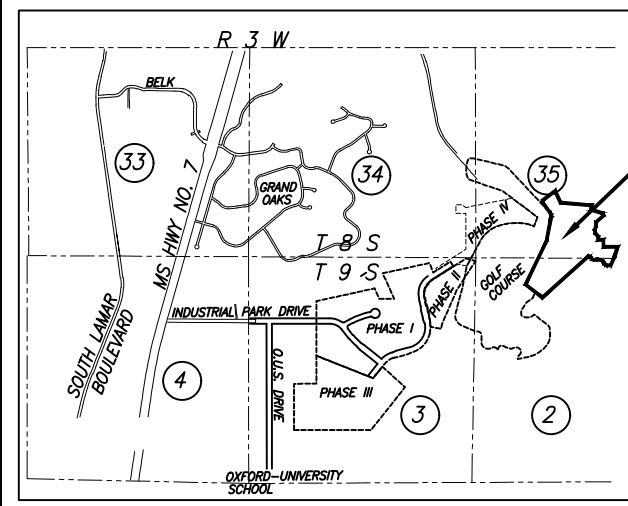 R 3 W
BELK
33
34
35
MS HWY NO. 7
GRAND
OAKS
PHASE IV
T 8 S
T 9 S
GOLF
COURSE
PHASE II
INDUSTRIAL PARK DRIVE
PHASE I
SOUTH LAMAR
BOULEVARD
O.U.S. DRIVE
4
PHASE III
3
2
OXFORD-UNIVERSITY
SCHOOL